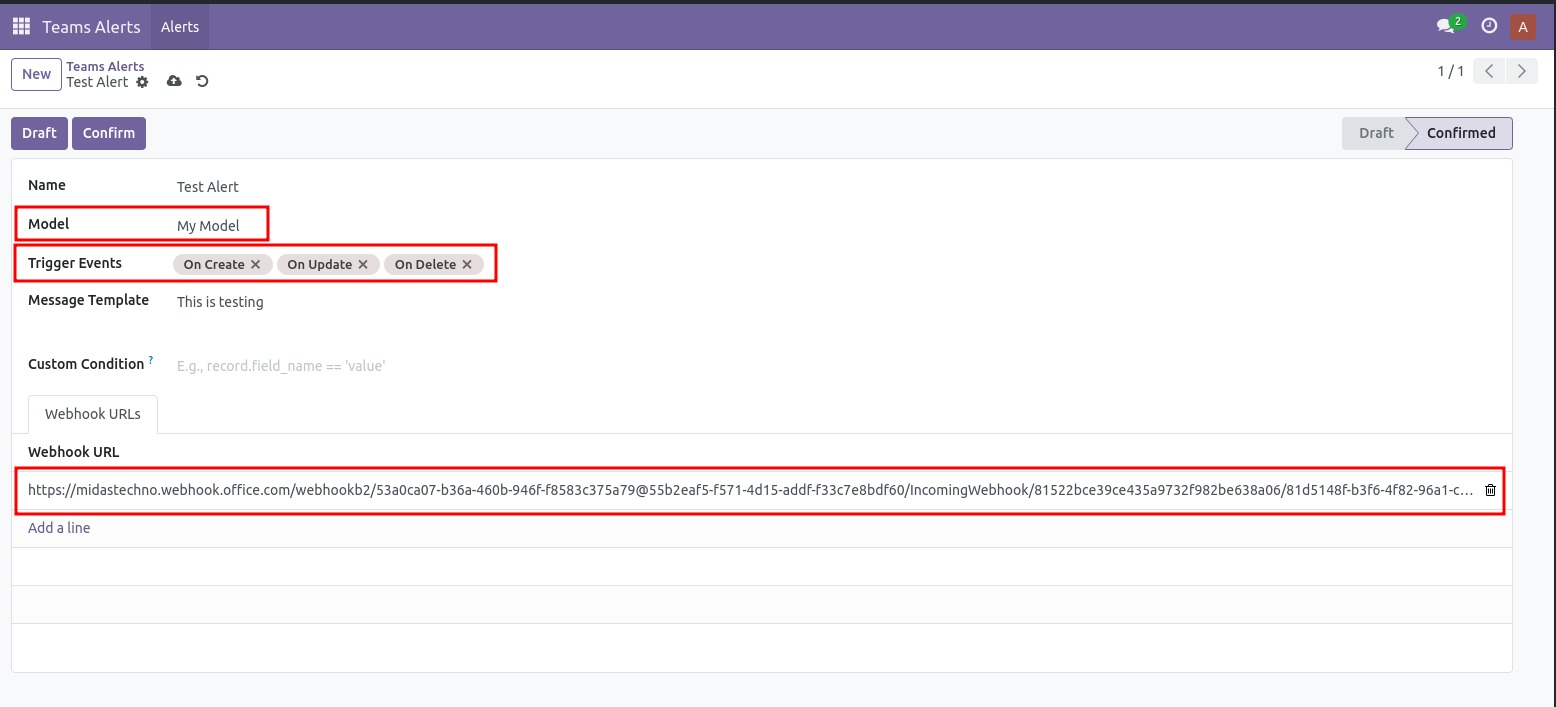 Teams Alerts Alerts 2 A
New Teams Alerts
Test Alert 1 / 1
Draft Confirm Draft Confirmed
Name Test Alert
Model My Model
Trigger Events On Create × On Update × On Delete ×
Message Template This is testing
Custom Condition ? E.g., record.field_name == 'value'
Webhook URLs
Webhook URL
https://midastechno.webhook.office.com/webhookb2/53a0ca07-b36a-460b-946f-f8583c375a79@55b2eaf5-f571-4d15-addf-f33c7e8bdf60/IncomingWebhook/81522bce39ce435a9732f982be638a06/81d5148f-b3f6-4f82-96a1-c...
Add a line